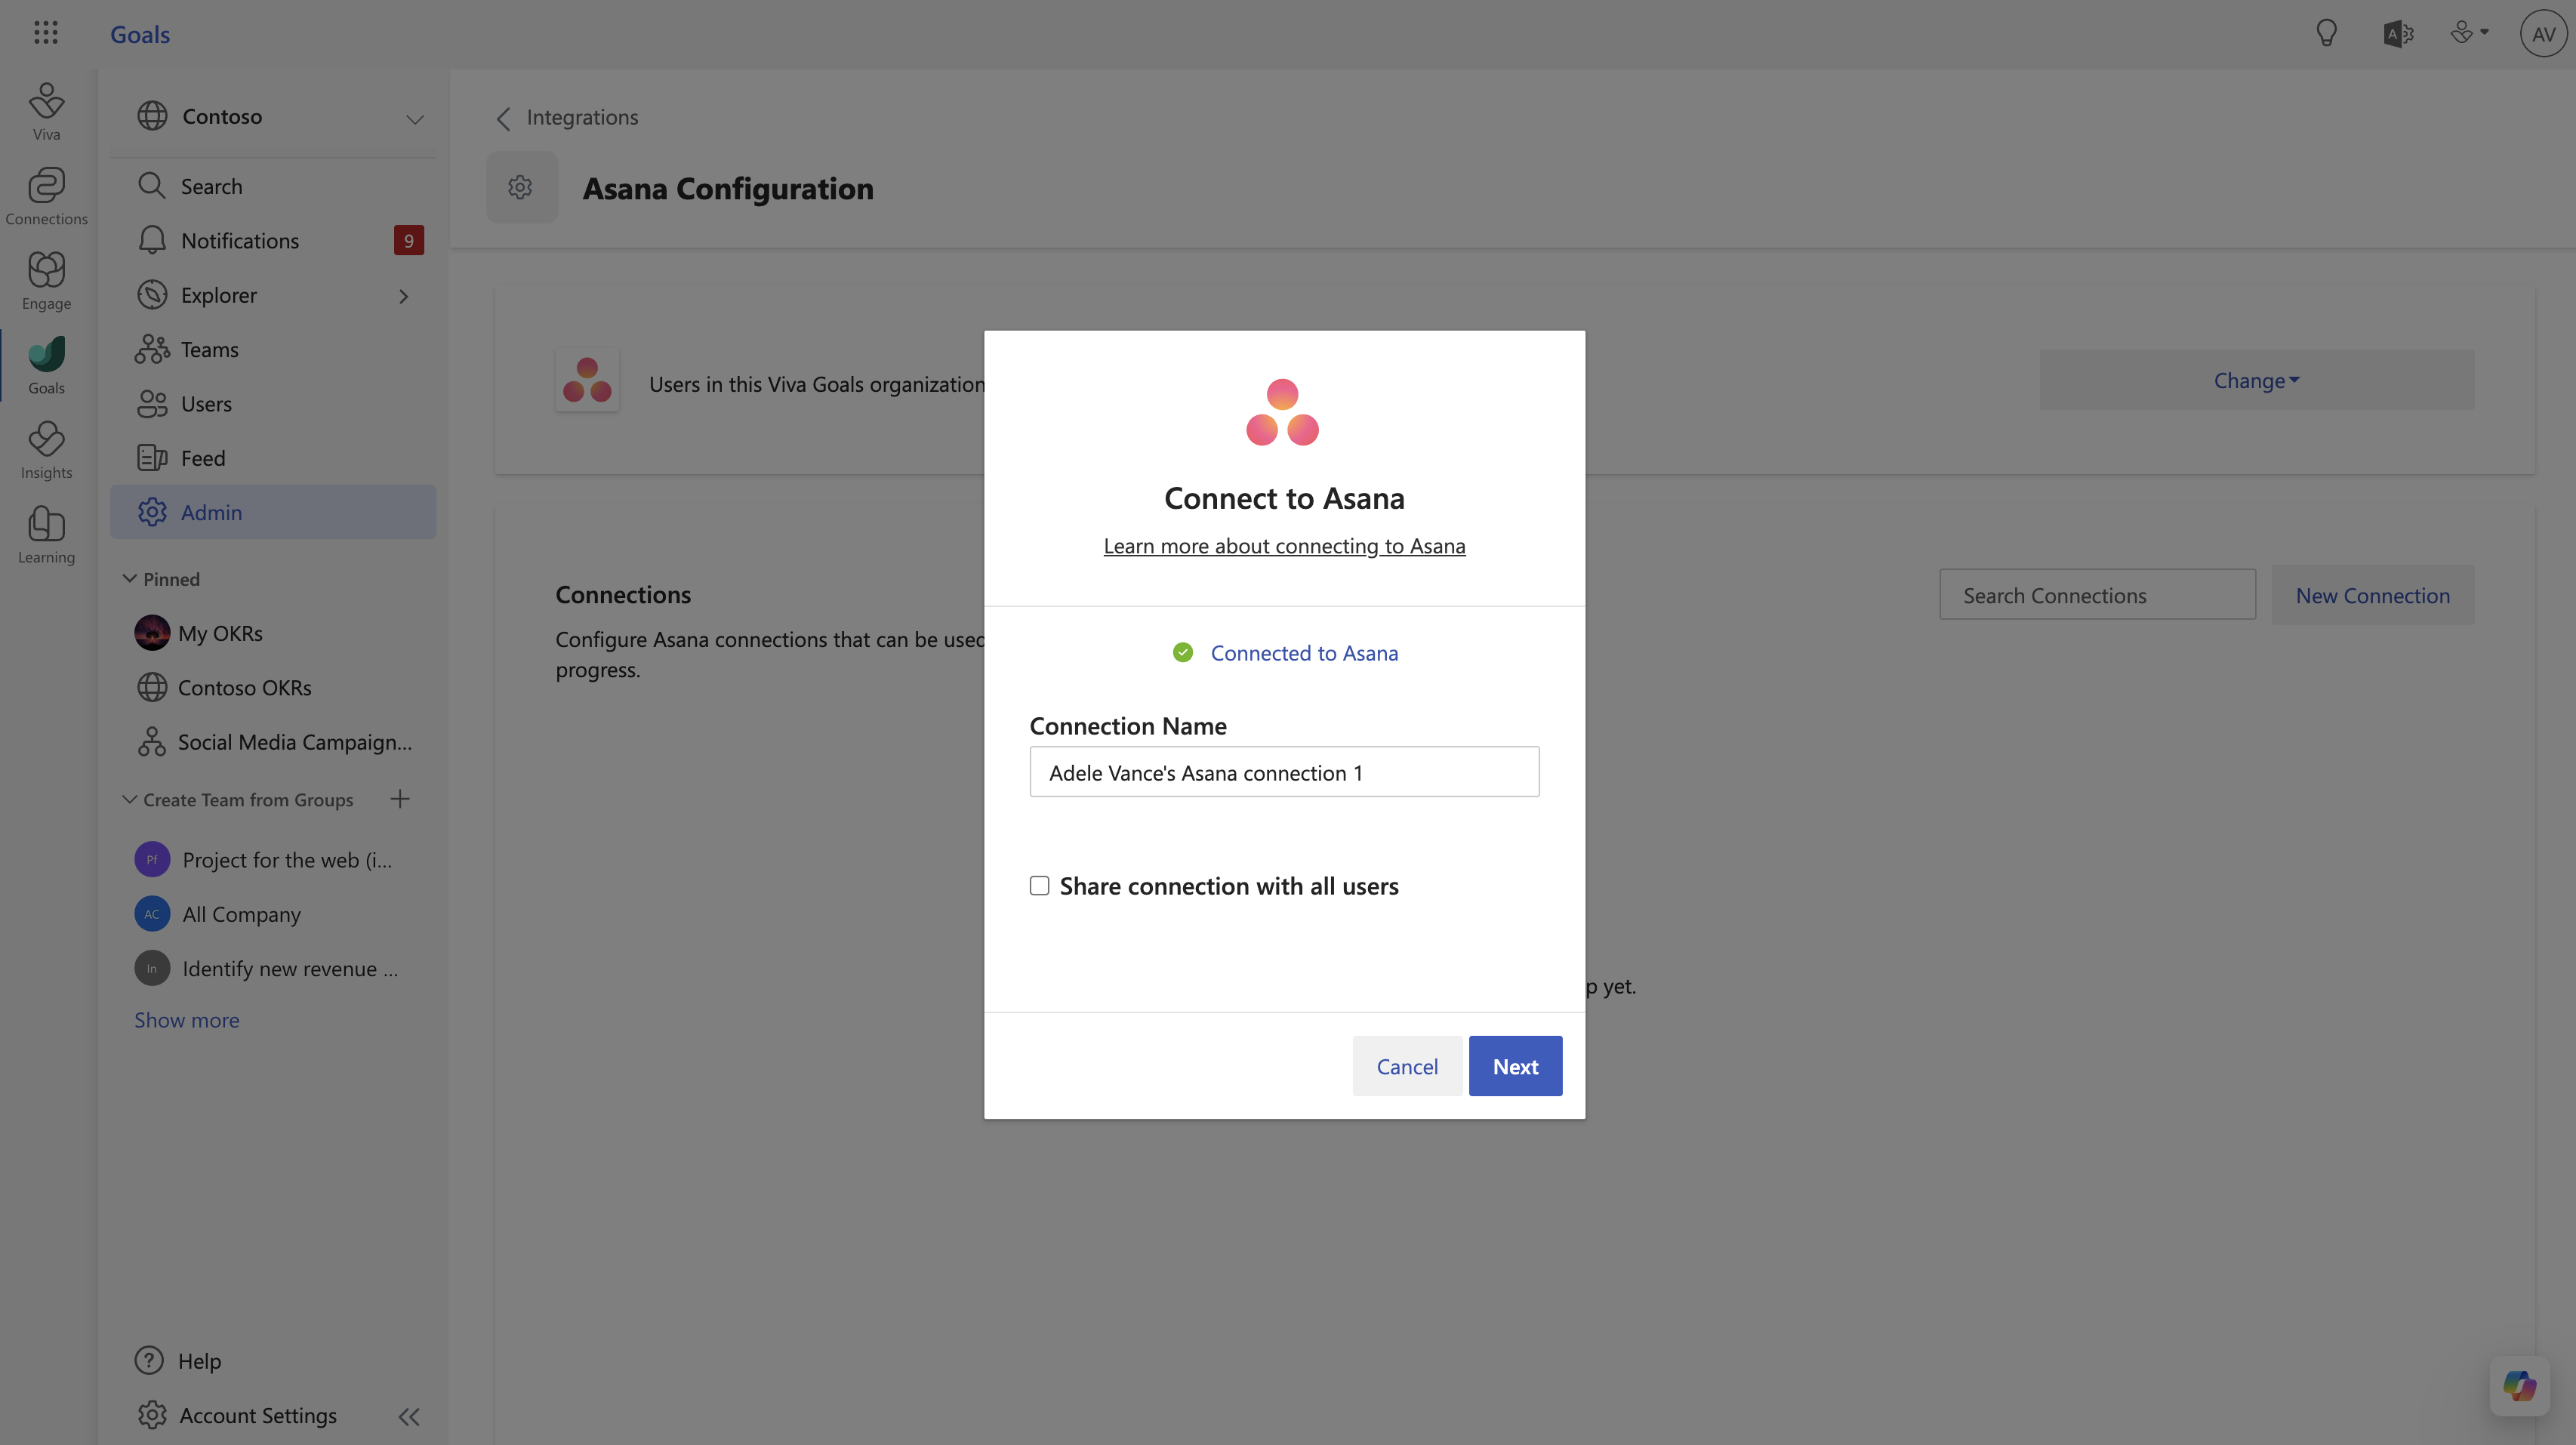 Goals
AV
Viva
Connections
Engage
Goals
Insights
Learning
Contoso
Search
Notifications
9
Explorer
Teams
Users
Feed
Admin
Pinned
My OKRs
Contoso OKRs
Social Media Campaign...
Create Team from Groups
Pf
Project for the web (i...
AC
All Company
In
Identify new revenue ...
Show more
Help
Account Settings
Integrations
Asana Configuration
Users in this Viva Goals organization
Change
Connections
Configure Asana connections that can be used
progress.
Search Connections
New Connection
p yet.
Connect to Asana
Learn more about connecting to Asana
Connected to Asana
Connection Name
Adele Vance's Asana connection 1
Share connection with all users
Cancel
Next